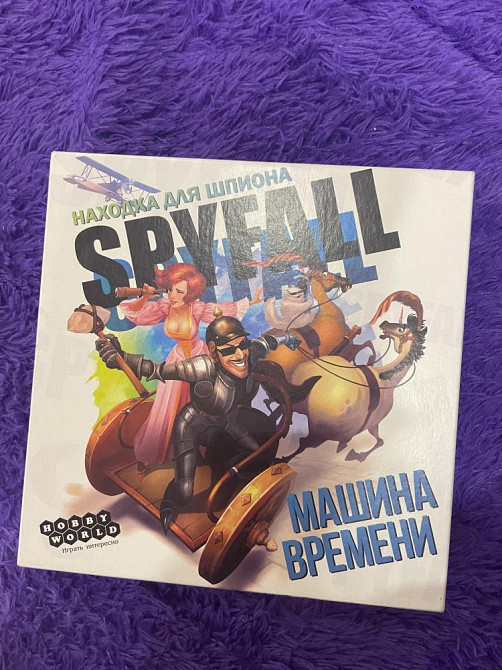 НАХОДКА ДЛЯ ШПИОНА
SPYFALL
МАШИНА
ВРЕМЕНИ
HOBBY
WORLD
Играть интересно